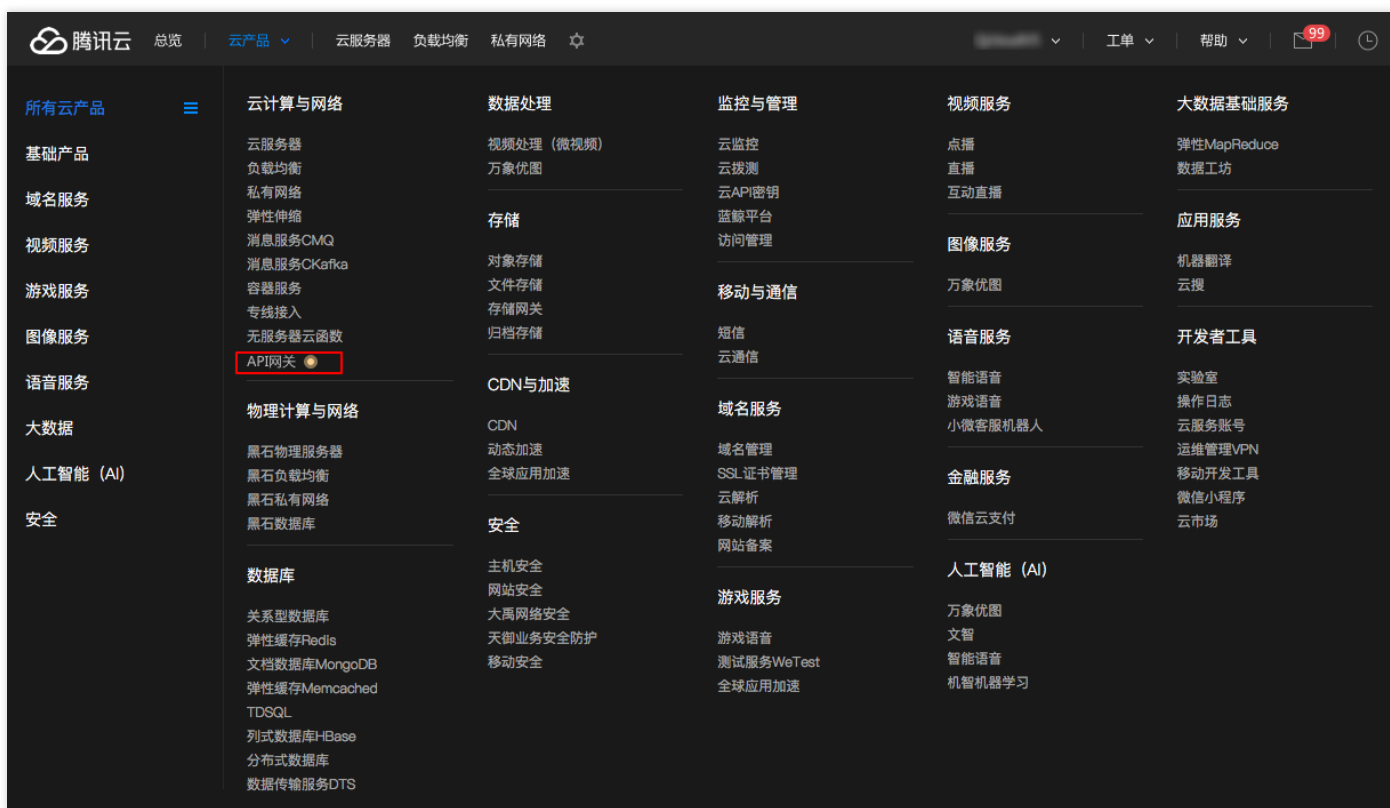 腾讯云 总览 云产品 云服务器 负载均衡 私有网络 工单 帮助 99
所有云产品
基础产品
域名服务
视频服务
游戏服务
图像服务
语音服务
大数据
人工智能（AI）
安全
云计算与网络
云服务器
负载均衡
私有网络
弹性伸缩
消息服务CMQ
消息服务CKafka
容器服务
专线接入
无服务器云函数
API网关
物理计算与网络
黑石物理服务器
黑石负载均衡
黑石私有网络
黑石数据库
数据库
关系型数据库
弹性缓存Redis
文档数据库MongoDB
弹性缓存Memcached
TDSQL
列式数据库HBase
分布式数据库
数据传输服务DTS
数据处理
视频处理（微视频）
万象优图
存储
对象存储
文件存储
存储网关
归档存储
CDN与加速
CDN
动态加速
全球应用加速
安全
主机安全
网站安全
大禹网络安全
天御业务安全防护
移动安全
监控与管理
云监控
云拨测
云API密钥
蓝鲸平台
访问管理
移动与通信
短信
云通信
域名服务
域名管理
SSL证书管理
云解析
移动解析
网站备案
游戏服务
游戏语音
测试服务WeTest
全球应用加速
视频服务
点播
直播
互动直播
图像服务
万象优图
语音服务
智能语音
游戏语音
小微客服机器人
金融服务
微信云支付
人工智能（AI）
万象优图
文智
智能语音
机智机器学习
大数据基础服务
弹性MapReduce
数据工坊
应用服务
机器翻译
云搜
开发者工具
实验室
操作日志
云服务账号
运维管理VPN
移动开发工具
微信小程序
云市场